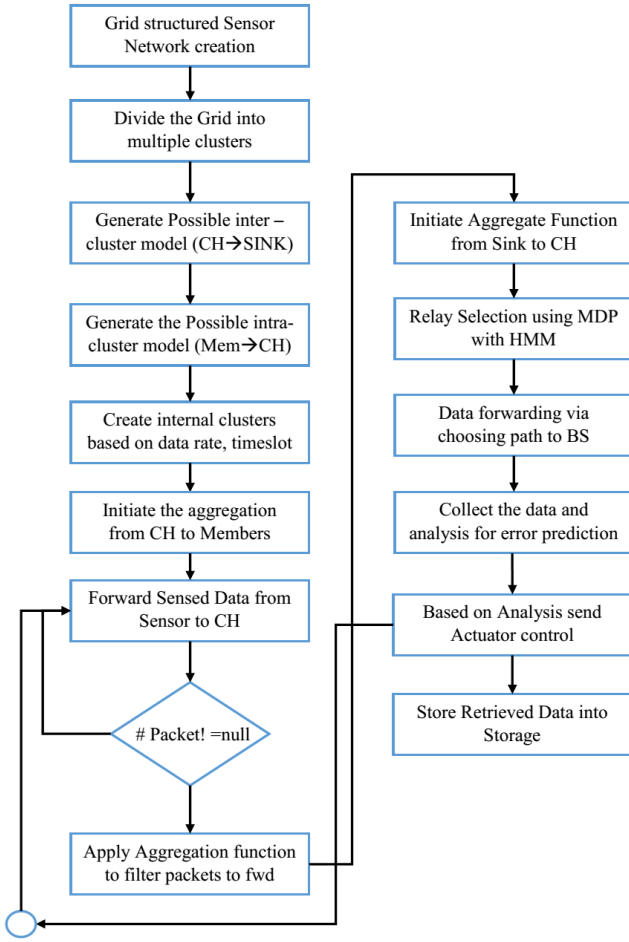 Grid structured Sensor
Network creation
Divide the Grid into
multiple clusters
Generate Possible inter –
cluster model (CH→SINK)
Generate the Possible intra-
cluster model (Mem→CH)
Create internal clusters
based on data rate, timeslot
Initiate the aggregation
from CH to Members
Forward Sensed Data from
Sensor to CH
# Packet! =null
Apply Aggregation function
to filter packets to fwd
Initiate Aggregate Function
from Sink to CH
Relay Selection using MDP
with HMM
Data forwarding via
choosing path to BS
Collect the data and
analysis for error prediction
Based on Analysis send
Actuator control
Store Retrieved Data into
Storage